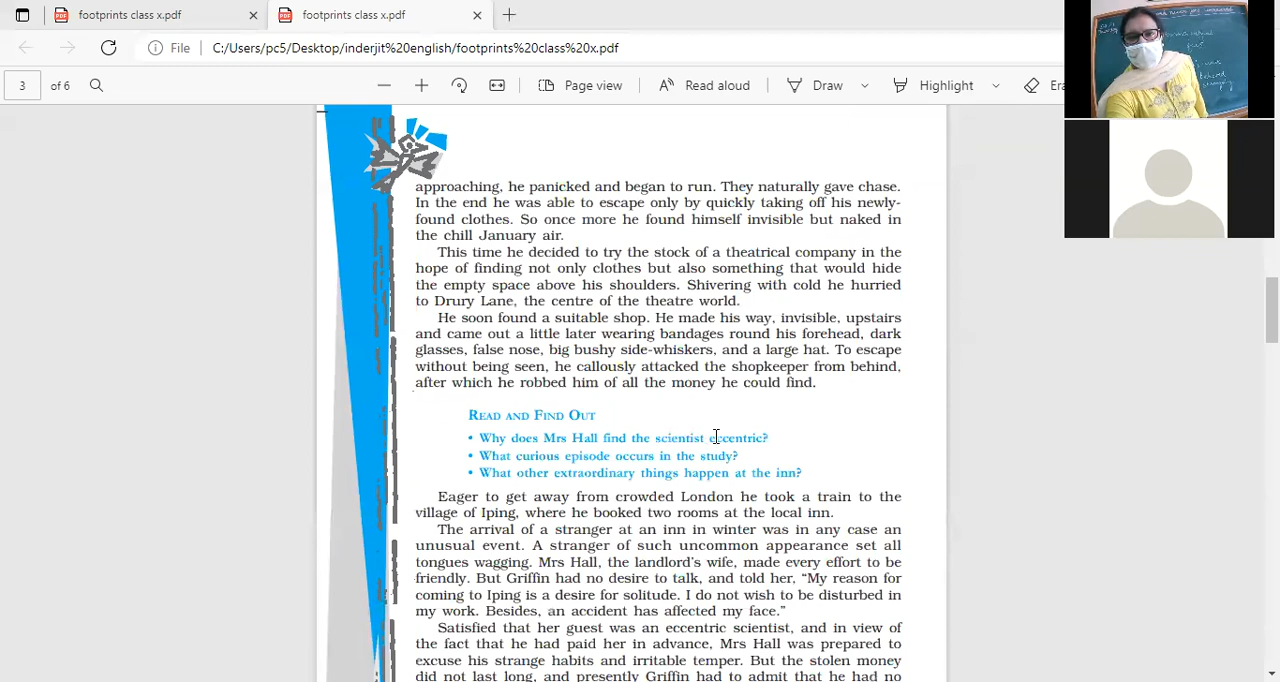 footprints class x.pdf
footprints class x.pdf
File C:/Users/pc5/Desktop/inderjit%20english/footprints%20class%20x.pdf
3 of 6 Page view Read aloud Draw Highlight Era
approaching, he panicked and began to run. They naturally gave chase.
In the end he was able to escape only by quickly taking off his newly-
found clothes. So once more he found himself invisible but naked in
the chill January air.
This time he decided to try the stock of a theatrical company in the
hope of finding not only clothes but also something that would hide
the empty space above his shoulders. Shivering with cold he hurried
to Drury Lane, the centre of the theatre world.
He soon found a suitable shop. He made his way, invisible, upstairs
and came out a little later wearing bandages round his forehead, dark
glasses, false nose, big bushy side-whiskers, and a large hat. To escape
without being seen, he callously attacked the shopkeeper from behind,
after which he robbed him of all the money he could find.
READ AND FIND OUT
• Why does Mrs Hall find the scientist eccentric?
• What curious episode occurs in the study?
• What other extraordinary things happen at the inn?
Eager to get away from crowded London he took a train to the
village of Iping, where he booked two rooms at the local inn.
The arrival of a stranger at an inn in winter was in any case an
unusual event. A stranger of such uncommon appearance set all
tongues wagging. Mrs Hall, the landlord's wife, made every effort to be
friendly. But Griffin had no desire to talk, and told her, “My reason for
coming to Iping is a desire for solitude. I do not wish to be disturbed in
my work. Besides, an accident has affected my face.”
Satisfied that her guest was an eccentric scientist, and in view of
the fact that he had paid her in advance, Mrs Hall was prepared to
excuse his strange habits and irritable temper. But the stolen money
did not last long, and presently Griffin had to admit that he had no